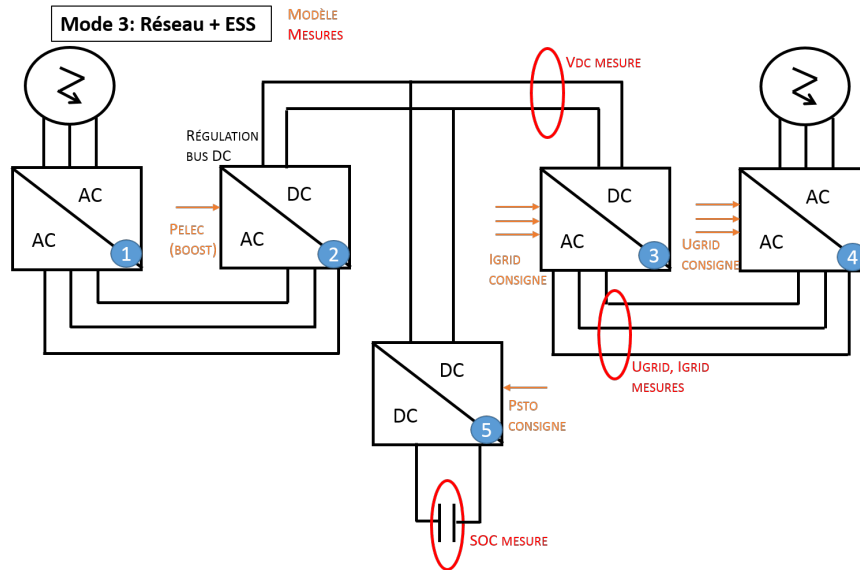 Mode 3: Réseau + ESS
MODÈLE
MESURES
VDC MESURE
RÉGULATION
BUS DC
AC
AC
1
PELEC
(BOOST)
DC
AC
2
IGRID
CONSIGNE
DC
AC
3
UGRID
CONSIGNE
AC
AC
4
UGRID, IGRID
MESURES
DC
DC
5
PSTO
CONSIGNE
SOC MESURE